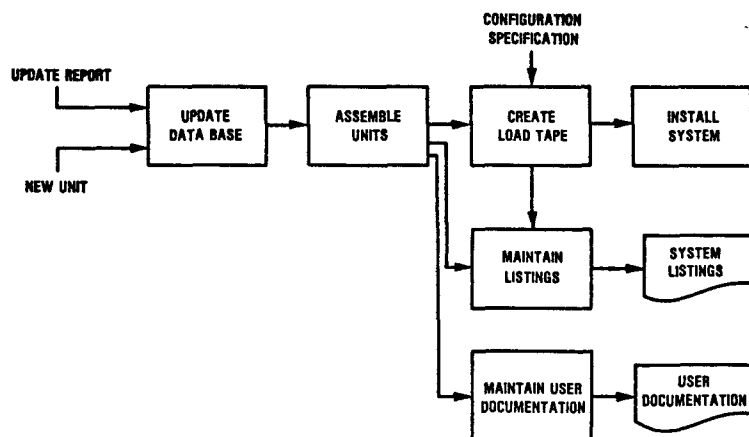 CONFIGURATION
SPECIFICATION
UPDATE REPORT
UPDATE
DATA BASE
ASSEMBLE
UNITS
CREATE
LOAD TAPE
INSTALL
SYSTEM
NEW UNIT
MAINTAIN
LISTINGS
SYSTEM
LISTINGS
MAINTAIN USER
DOCUMENTATION
USER
DOCUMENTATION